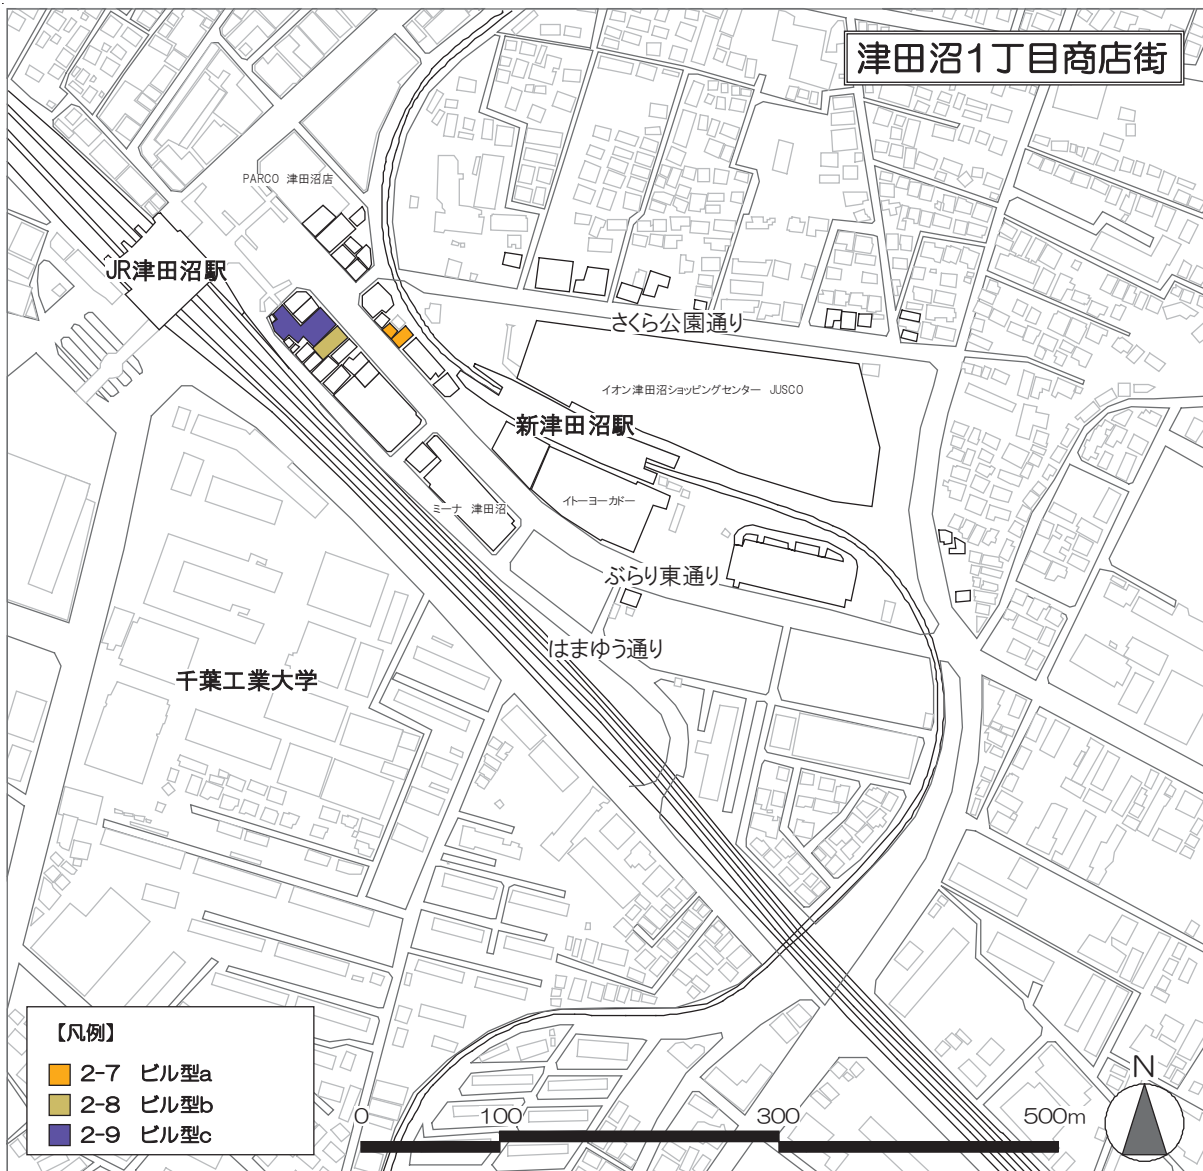 津田沼1丁目商店街
PARCO 津田沼店
JR津田沼駅
さくら公園通り
イオン津田沼ショッピングセンター JUSCO
新津田沼駅
イトーヨーカドー
ミーナ 津田沼
ぶらり東通り
はまゆう通り
千葉工業大学
【凡例】
2-7 ビル型a
2-8 ビル型b
2-9 ビル型c
0 100 300 500m
N